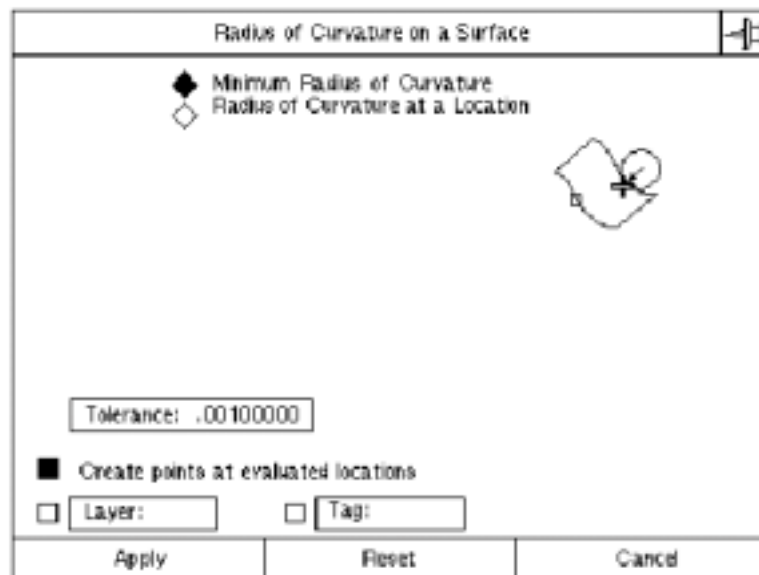 Radius of Curvature on a Surface
Minimum Radius of Curvature
Radius of Curvature at a Location
Tolerance: .00100000
Create points at evaluated locations
Layer:
Tag:
Apply
Reset
Cancel